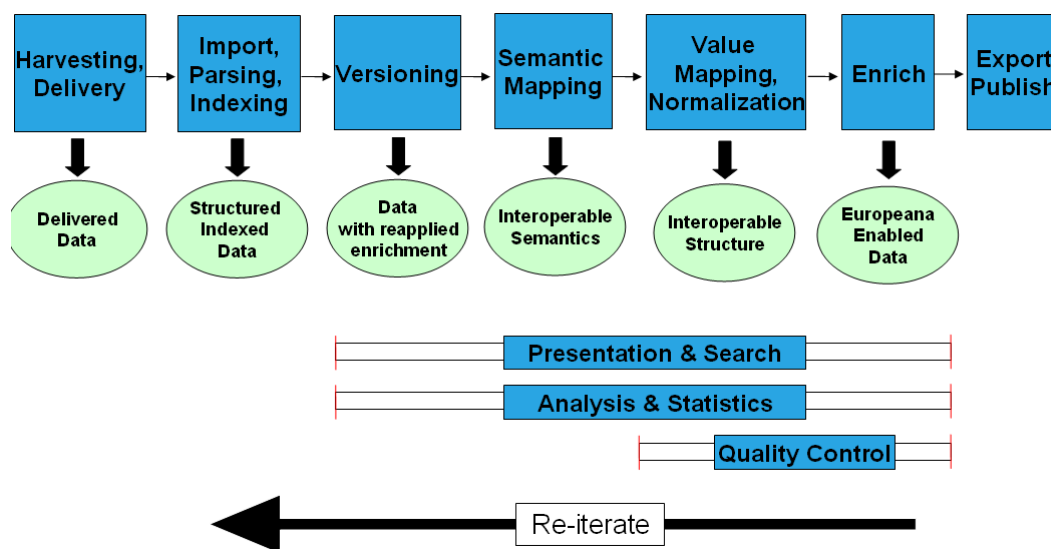 Harvesting,
Delivery
Import,
Parsing,
Indexing
Versioning
Semantic
Mapping
Value
Mapping,
Normalization
Enrich
Export
Publish
Delivered
Data
Structured
Indexed
Data
Data
with reapplied
enrichment
Interoperable
Semantics
Interoperable
Structure
Europeana
Enabled
Data
Presentation & Search
Analysis & Statistics
Quality Control
Re-iterate